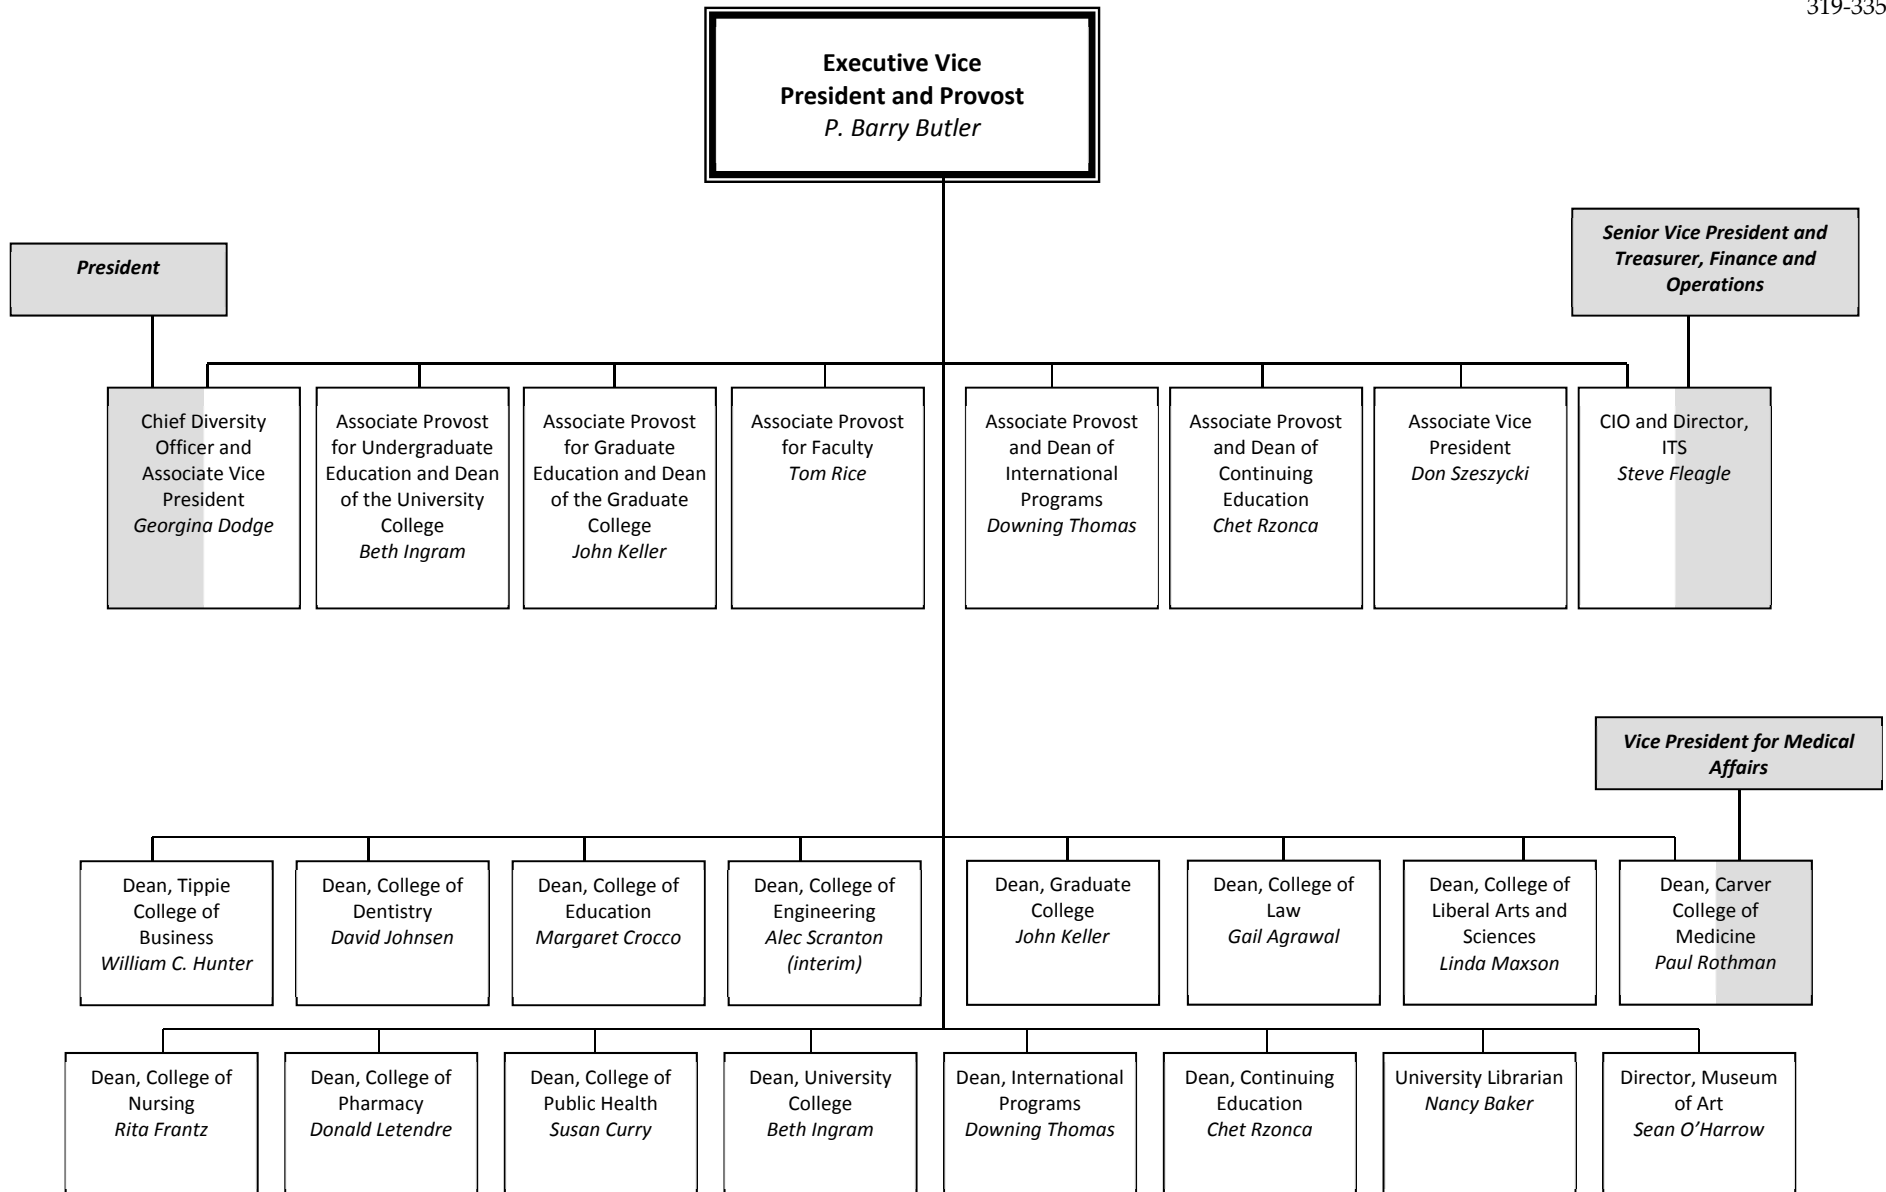 319-335
Executive Vice
President and Provost
P. Barry Butler
President
Senior Vice President and
Treasurer, Finance and
Operations
Chief Diversity
Officer and
Associate Vice
President
Georgina Dodge
Associate Provost
for Undergraduate
Education and Dean
of the University
College
Beth Ingram
Associate Provost
for Graduate
Education and Dean
of the Graduate
College
John Keller
Associate Provost
for Faculty
Tom Rice
Associate Provost
and Dean of
International
Programs
Downing Thomas
Associate Provost
and Dean of
Continuing
Education
Chet Rzonca
Associate Vice
President
Don Szeszycki
CIO and Director,
ITS
Steve Fleagle
Vice President for Medical
Affairs
Dean, Tippie
College of
Business
William C. Hunter
Dean, College of
Dentistry
David Johnsen
Dean, College of
Education
Margaret Crocco
Dean, College of
Engineering
Alec Scranton
(interim)
Dean, Graduate
College
John Keller
Dean, College of
Law
Gail Agrawal
Dean, College of
Liberal Arts and
Sciences
Linda Maxson
Dean, Carver
College of
Medicine
Paul Rothman
Dean, College of
Nursing
Rita Frantz
Dean, College of
Pharmacy
Donald Letendre
Dean, College of
Public Health
Susan Curry
Dean, University
College
Beth Ingram
Dean, International
Programs
Downing Thomas
Dean, Continuing
Education
Chet Rzonca
University Librarian
Nancy Baker
Director, Museum
of Art
Sean O’Harrow